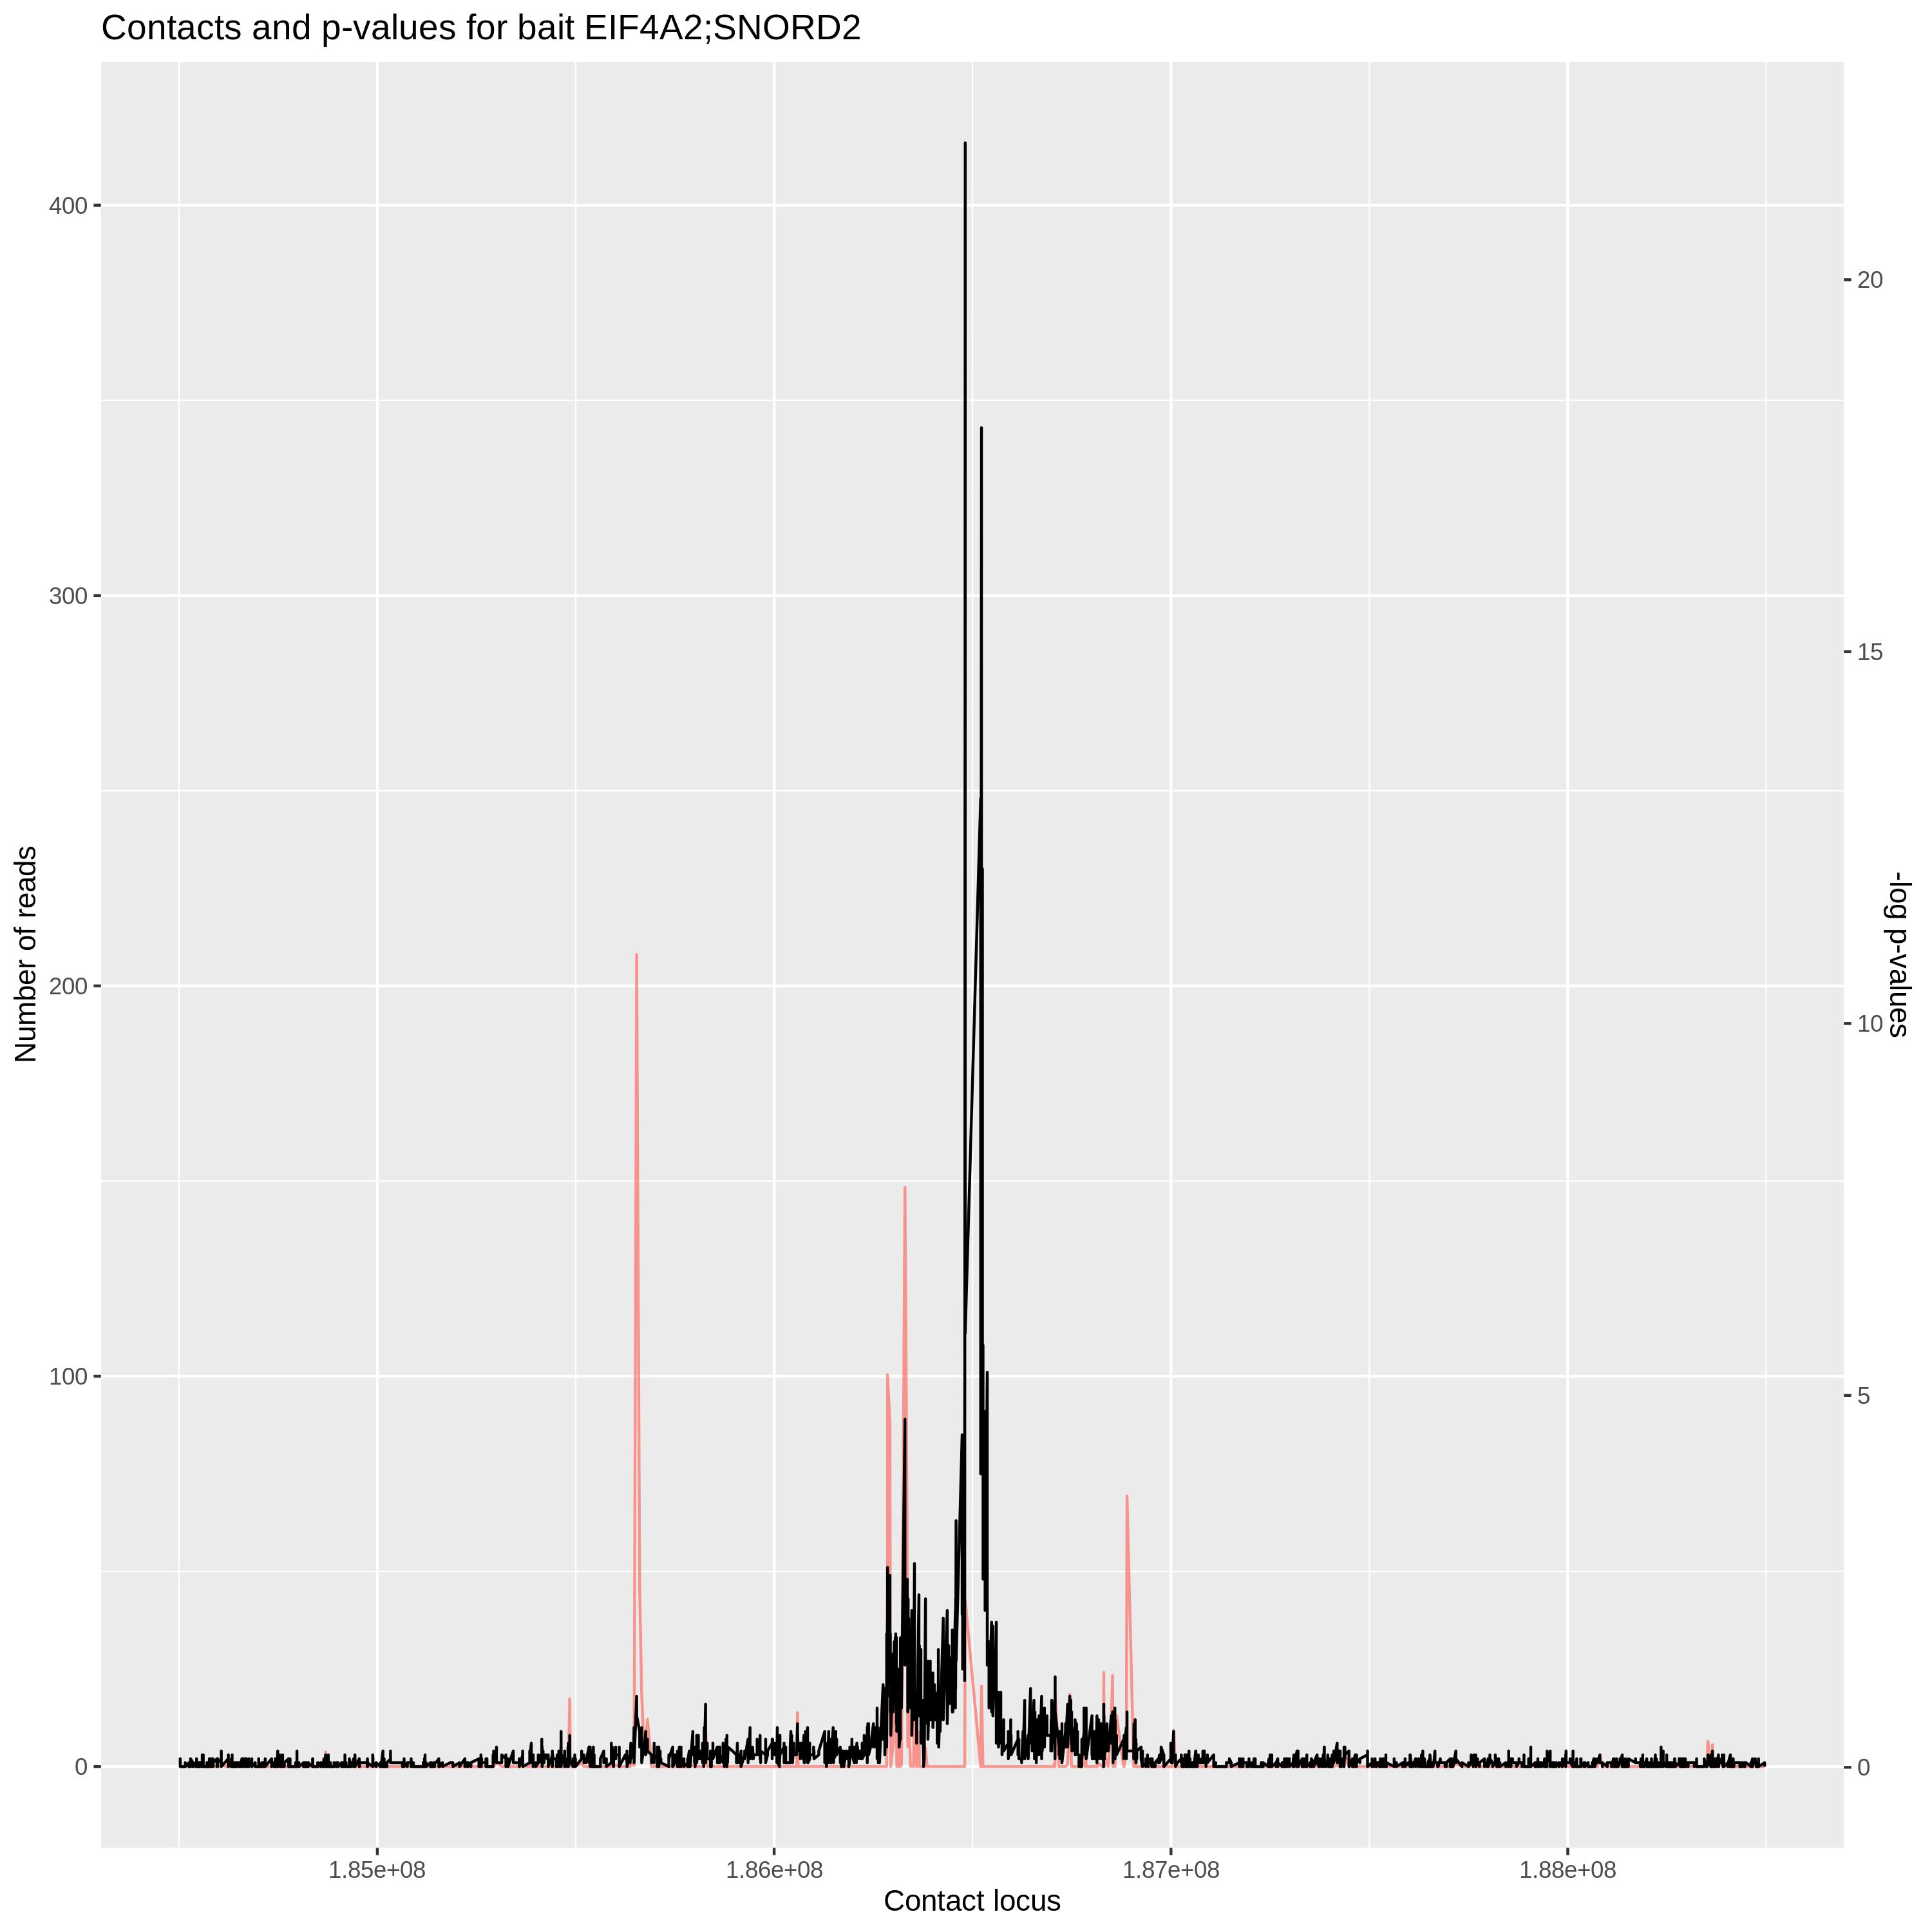 Contacts and p-values for bait EIF4A2;SNORD2
400
300
200
100
0
Number of reads
20
15
10
5
0
-log p-values
1.85e+08 1.86e+08 1.87e+08 1.88e+08
Contact locus